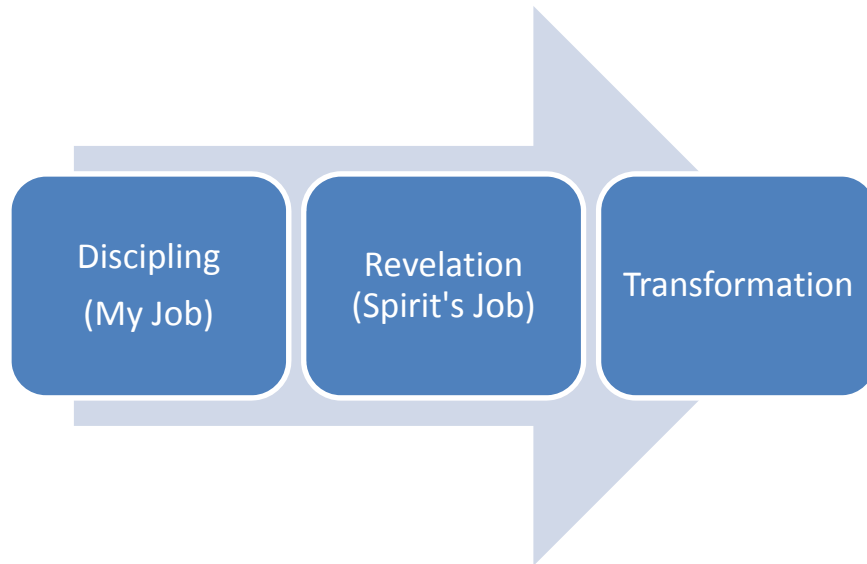 Discipling
(My Job)
Revelation
(Spirit's Job)
Transformation